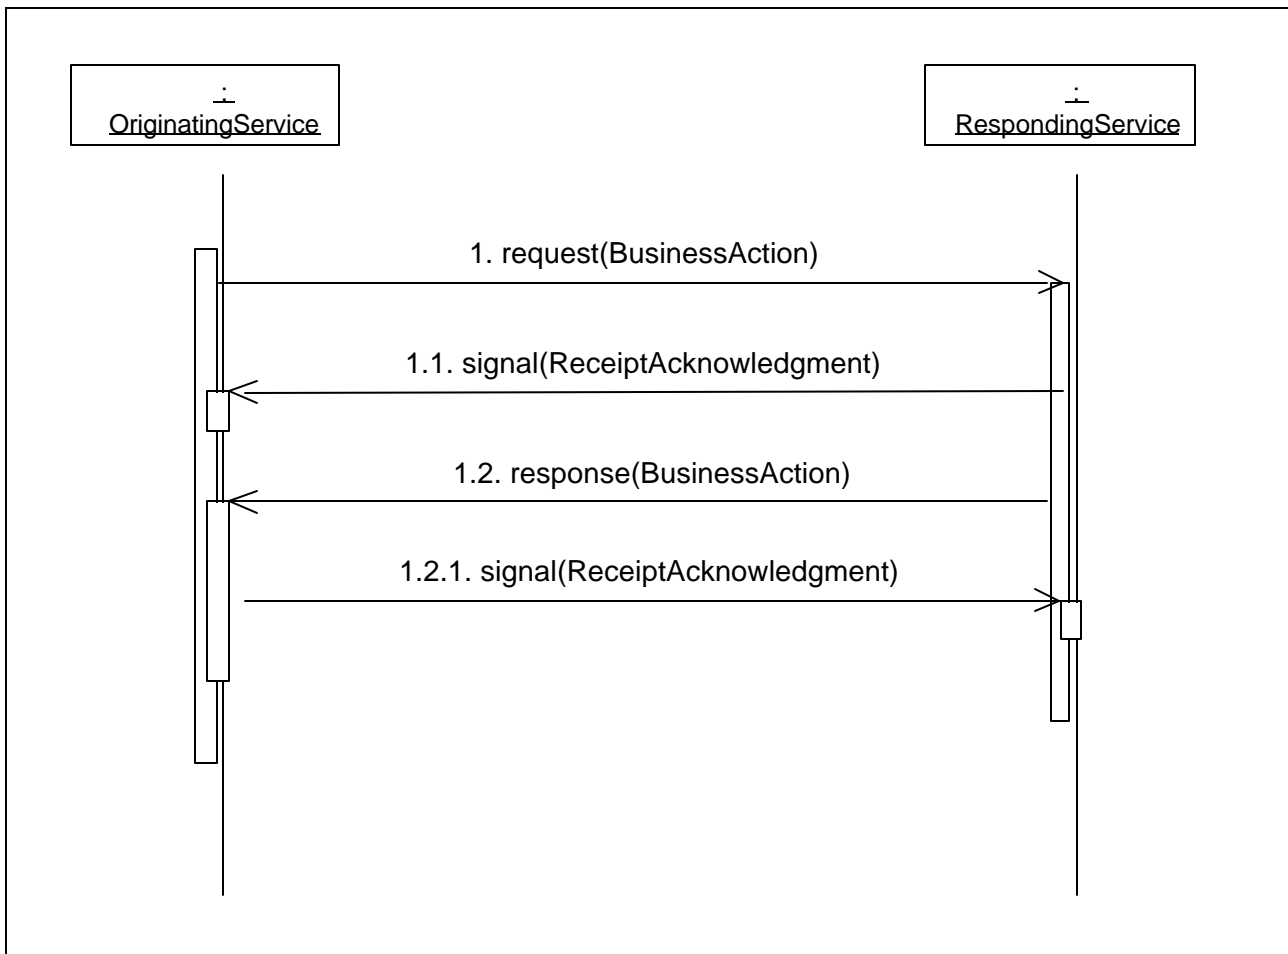 :
OriginatingService
:
RespondingService
1. request(BusinessAction)
1.1. signal(ReceiptAcknowledgment)
1.2. response(BusinessAction)
1.2.1. signal(ReceiptAcknowledgment)